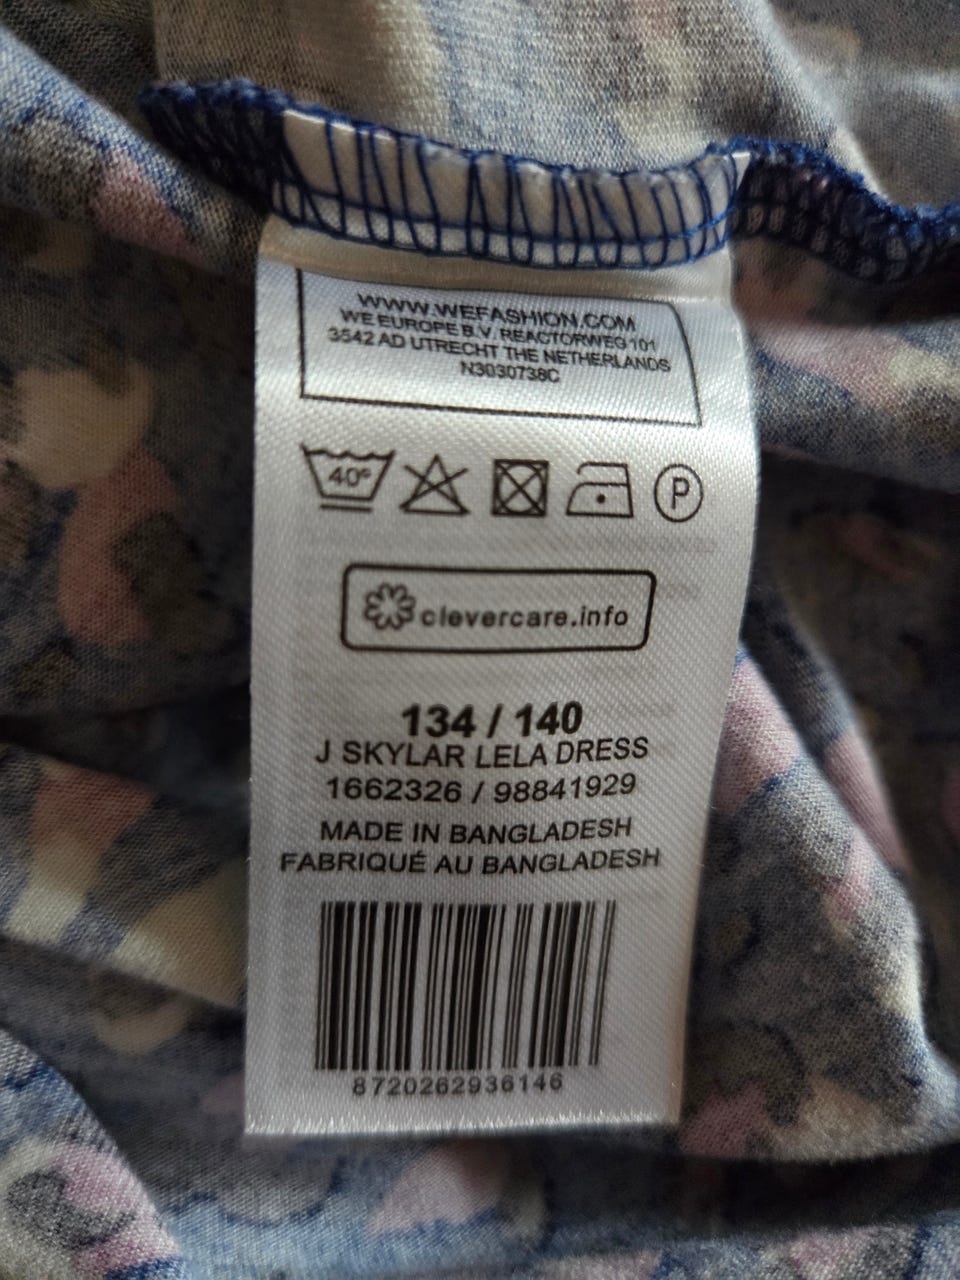 WWW.WEFASHION.COM
WE EUROPE B.V. REACTORWEG 101
3542 AD UTRECHT THE NETHERLANDS
N3030738C
40°
P
clevercare.info
134 / 140
J SKYLAR LELA DRESS
1662326 / 98841929
MADE IN BANGLADESH
FABRIQUÉ AU BANGLADESH
8720262936146